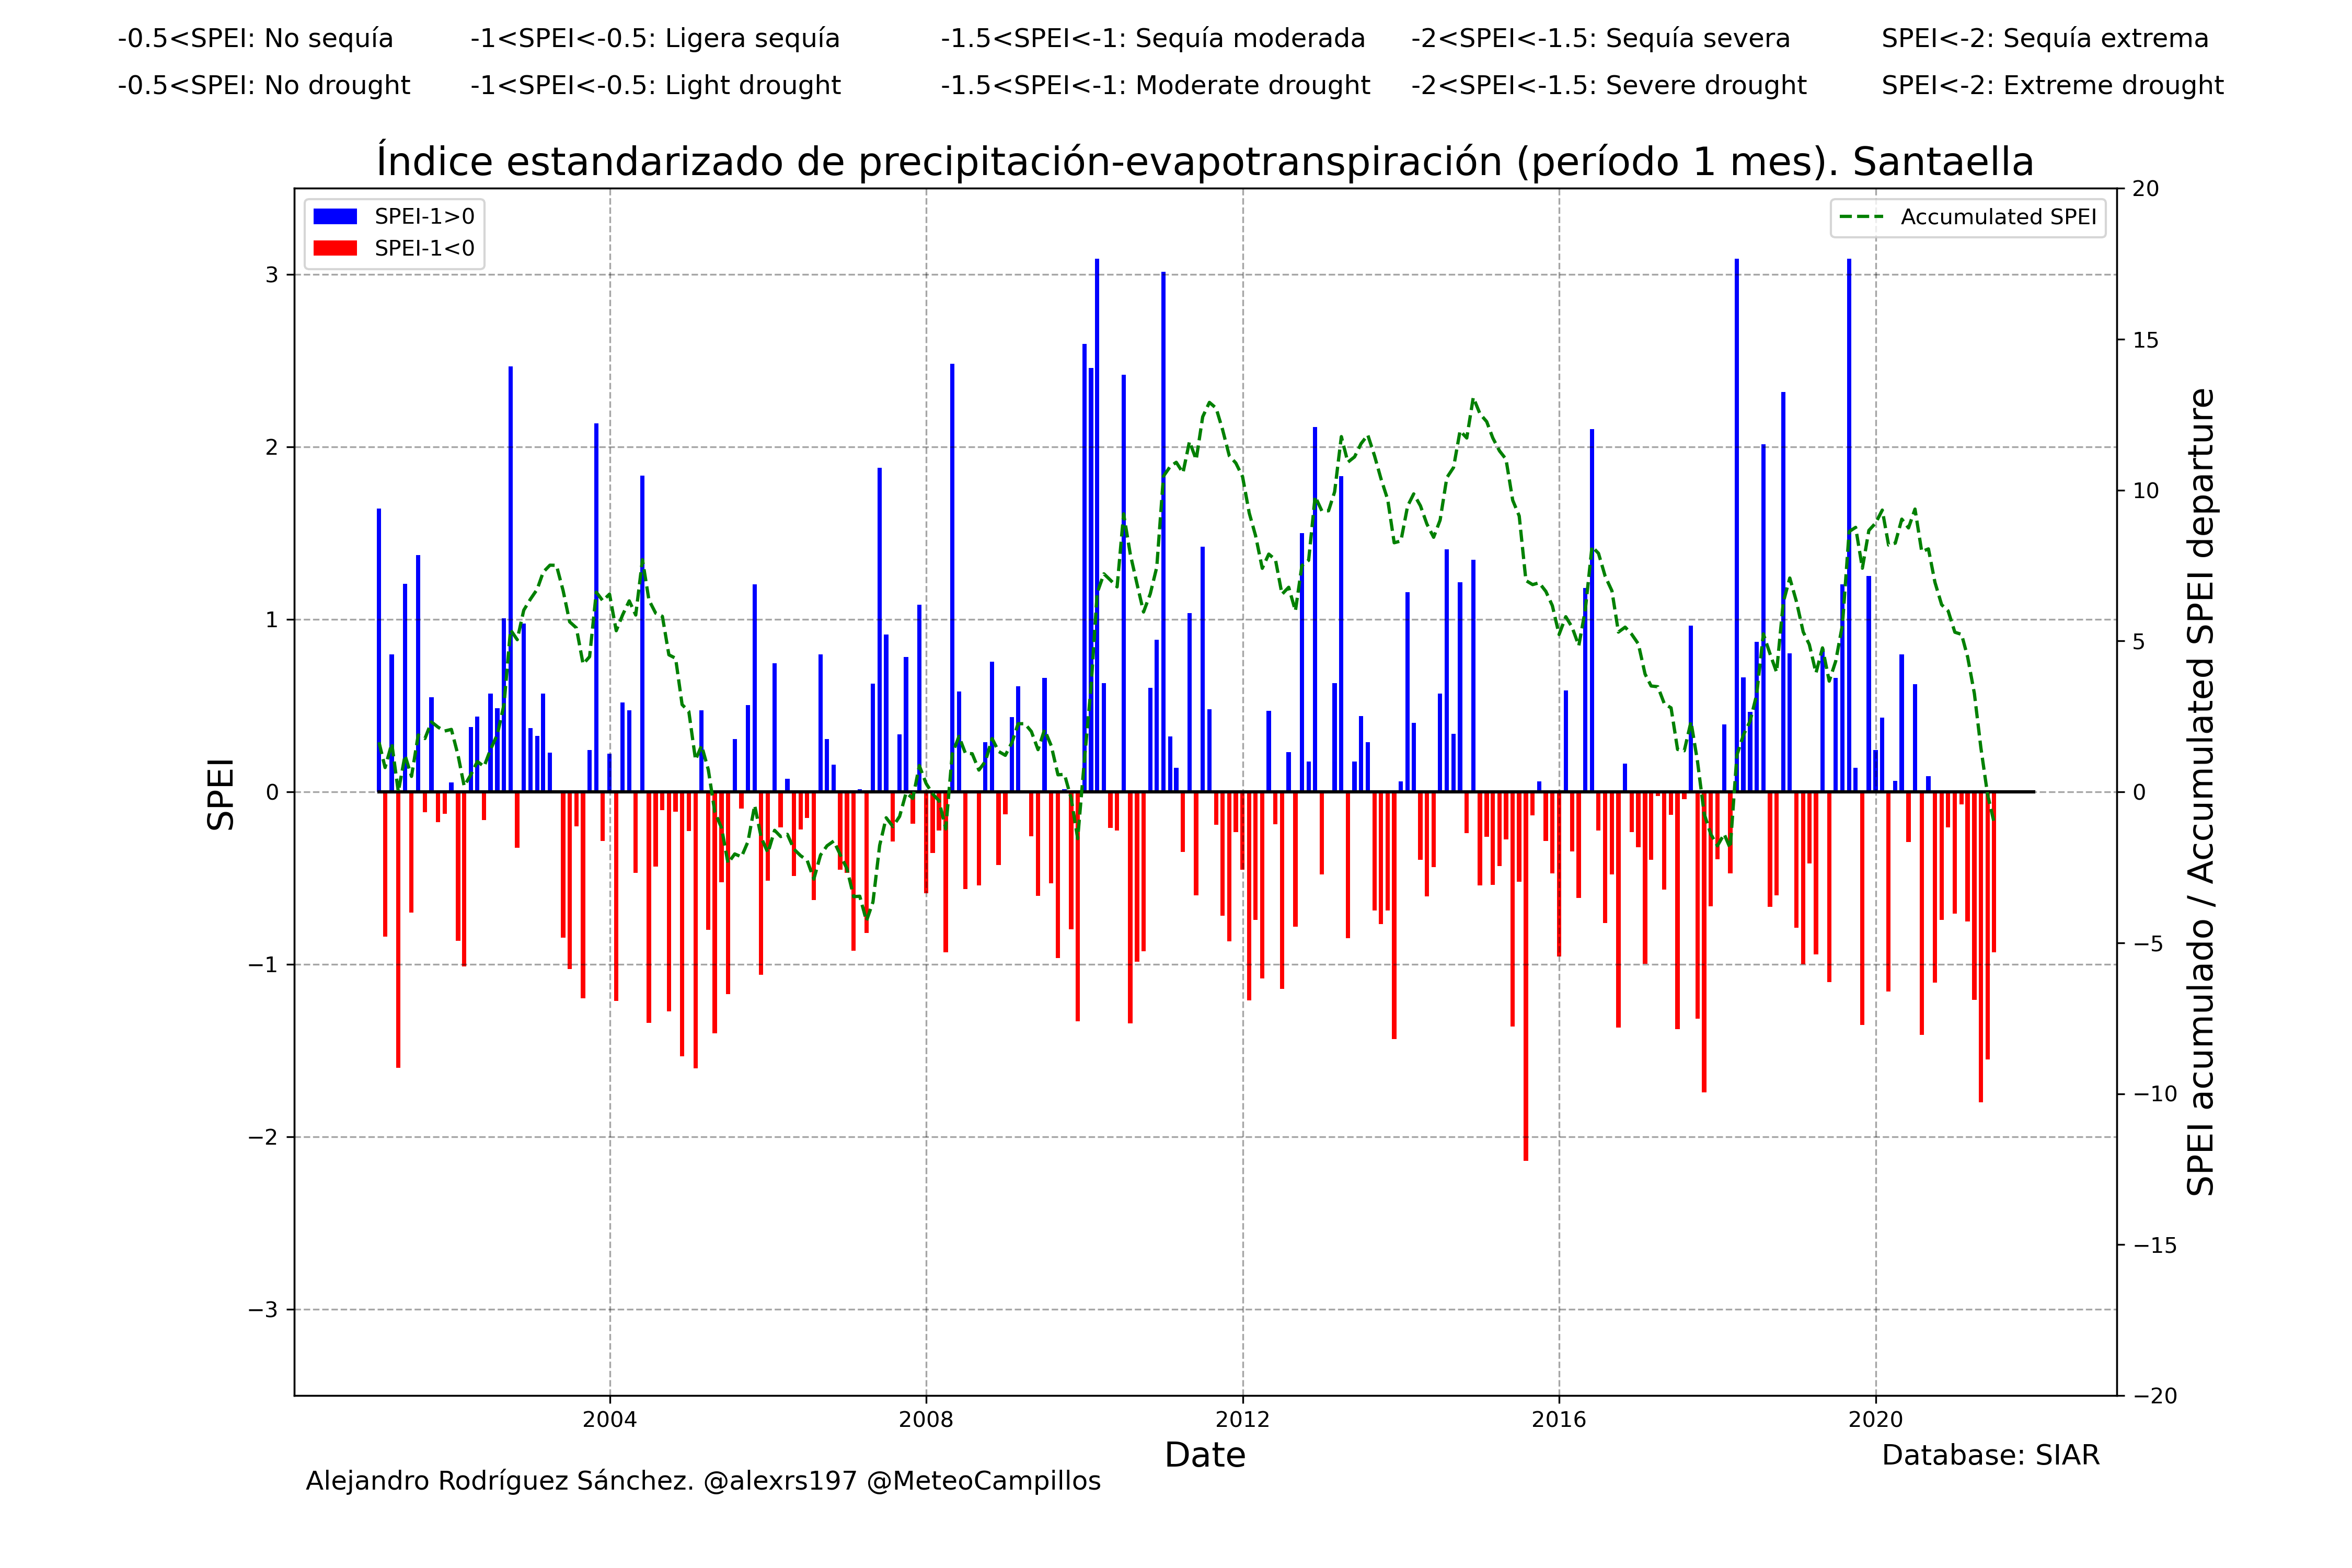 -0.5<SPEI: No sequía -1<SPEI<-0.5: Ligera sequía -1.5<SPEI<-1: Sequía moderada -2<SPEI<-1.5: Sequía severa SPEI<-2: Sequía extrema
-0.5<SPEI: No drought -1<SPEI<-0.5: Light drought -1.5<SPEI<-1: Moderate drought -2<SPEI<-1.5: Severe drought SPEI<-2: Extreme drought
Índice estandarizado de precipitación-evapotranspiración (período 1 mes). Santaella
SPEI-1>0
SPEI-1<0
Accumulated SPEI
SPEI
3
2
1
0
−1
−2
−3
20
15
10
5
0
−5
−10
−15
−20
SPEI acumulado / Accumulated SPEI departure
2004 2008 2012 2016 2020
Date
Database: SIAR
Alejandro Rodríguez Sánchez. @alexrs197 @MeteoCampillos